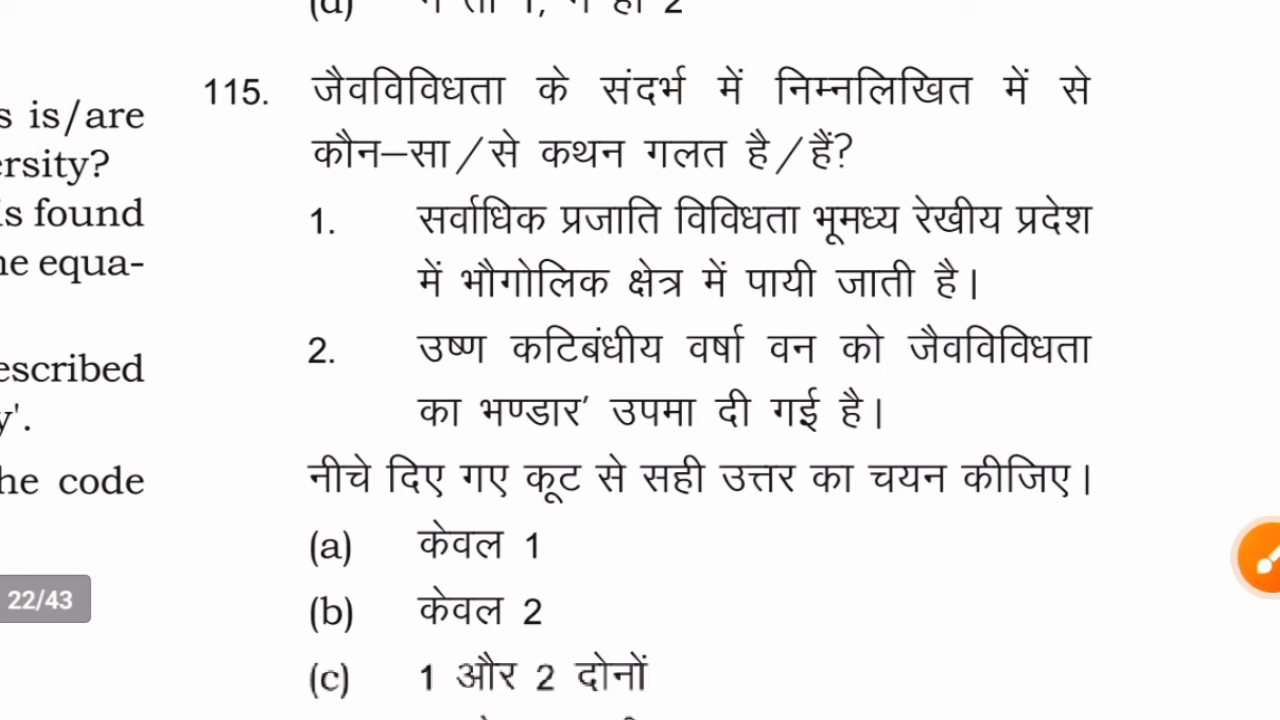 (d) न तो 1, न ही 2
s is/are
ersity?
is found
he equa-
escribed
y'.
he code
115. जैवविविधता के संदर्भ में निम्नलिखित में से
कौन–सा/से कथन गलत है/हैं?
1. सर्वाधिक प्रजाति विविधता भूमध्य रेखीय प्रदेश
में भौगोलिक क्षेत्र में पायी जाती है।
2. उष्ण कटिबंधीय वर्षा वन को जैवविविधता
का भण्डार’ उपमा दी गई है।
नीचे दिए गए कूट से सही उत्तर का चयन कीजिए।
(a) केवल 1
(b) केवल 2
(c) 1 और 2 दोनों
22/43